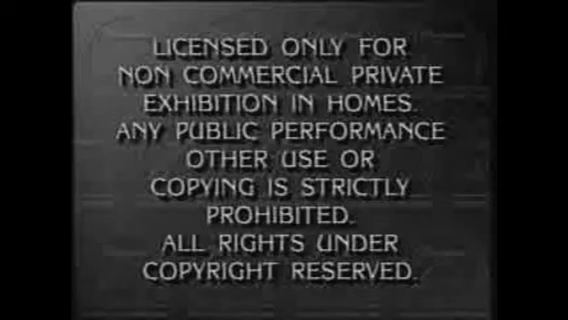 LICENSED ONLY FOR
NON COMMERCIAL PRIVATE
EXHIBITION IN HOMES.
ANY PUBLIC PERFORMANCE
OTHER USE OR
COPYING IS STRICTLY
PROHIBITED.
ALL RIGHTS UNDER
COPYRIGHT RESERVED.